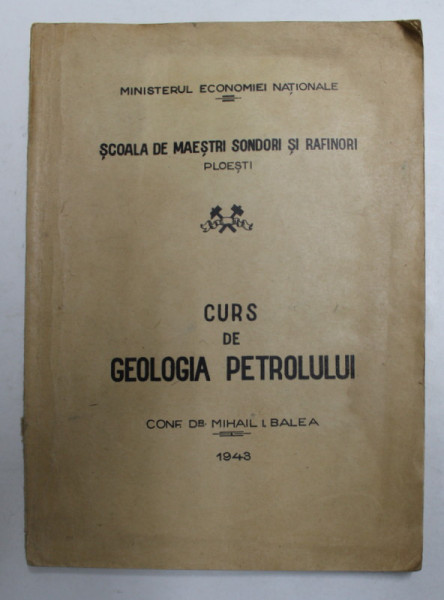 MINISTERUL ECONOMIEI NAȚIONALE
ȘCOALA DE MAEȘTRI SONDORI ȘI RAFINORI
PLOEȘTI
CURS
DE
GEOLOGIA PETROLULUI
CONF. DR. MIHAIL I. BALEA
1943